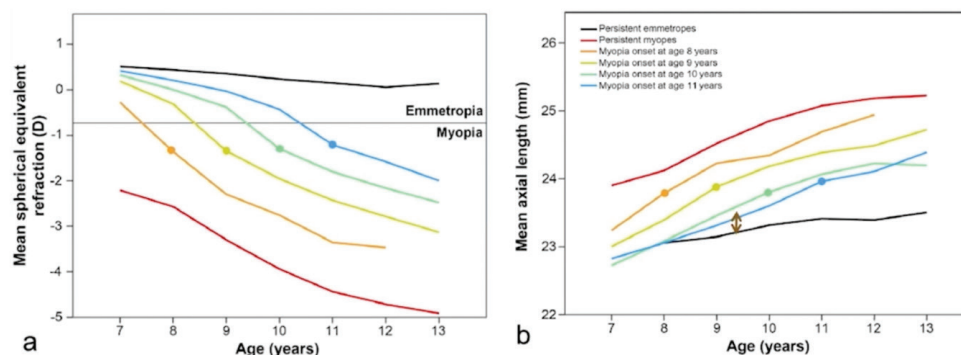 Mean spherical equivalent
refraction (D)
1
0
-1
-2
-3
-4
-5
Emmetropia
Myopia
7 8 9 10 11 12 13
Age (years)
a
Mean axial length (mm)
26
25
24
23
22
Persistent emmetropes
Persistent myopes
Myopia onset at age 8 years
Myopia onset at age 9 years
Myopia onset at age 10 years
Myopia onset at age 11 years
7 8 9 10 11 12 13
Age (years)
b